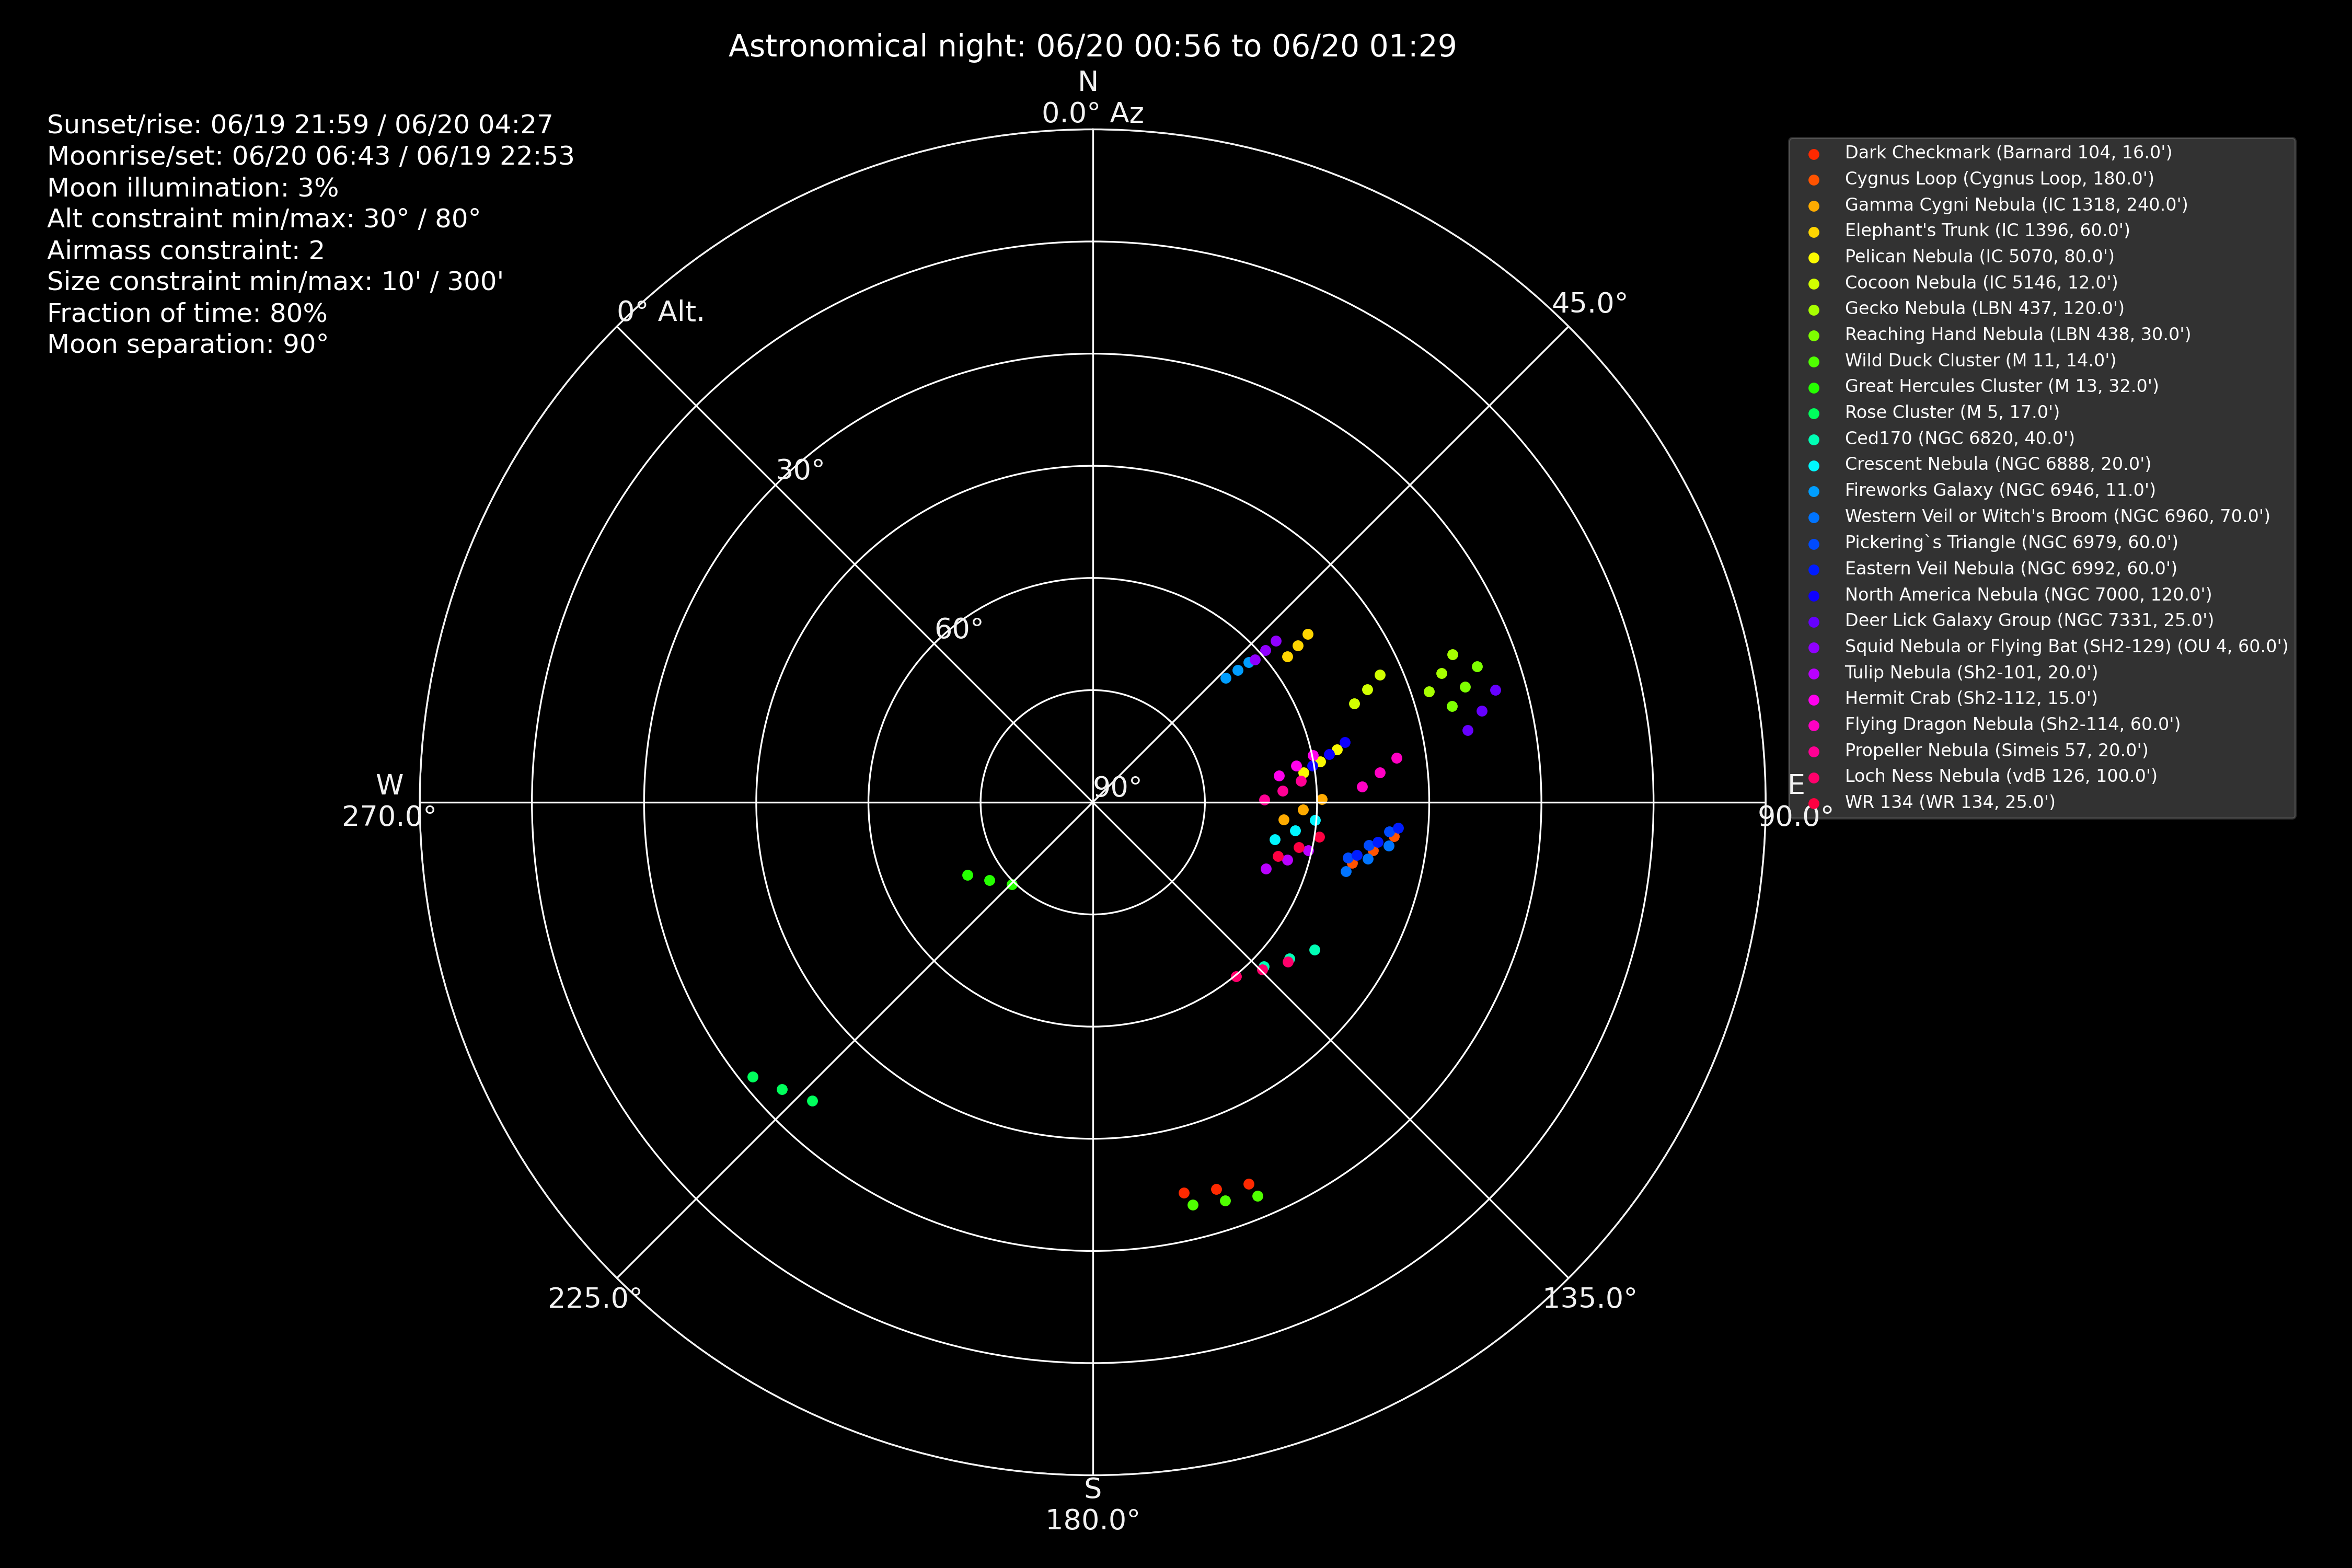 Astronomical night: 06/20 00:56 to 06/20 01:29
N
0.0° Az
Sunset/rise: 06/19 21:59 / 06/20 04:27
Moonrise/set: 06/20 06:43 / 06/19 22:53
Moon illumination: 3%
Alt constraint min/max: 30° / 80°
Airmass constraint: 2
Size constraint min/max: 10' / 300'
Fraction of time: 80%
Moon separation: 90°
0° Alt.
30°
60°
90°
45.0°
W
270.0°
E
90.0°
225.0°
135.0°
S
180.0°
Dark Checkmark (Barnard 104, 16.0')
Cygnus Loop (Cygnus Loop, 180.0')
Gamma Cygni Nebula (IC 1318, 240.0')
Elephant's Trunk (IC 1396, 60.0')
Pelican Nebula (IC 5070, 80.0')
Cocoon Nebula (IC 5146, 12.0')
Gecko Nebula (LBN 437, 120.0')
Reaching Hand Nebula (LBN 438, 30.0')
Wild Duck Cluster (M 11, 14.0')
Great Hercules Cluster (M 13, 32.0')
Rose Cluster (M 5, 17.0')
Ced170 (NGC 6820, 40.0')
Crescent Nebula (NGC 6888, 20.0')
Fireworks Galaxy (NGC 6946, 11.0')
Western Veil or Witch's Broom (NGC 6960, 70.0')
Pickering`s Triangle (NGC 6979, 60.0')
Eastern Veil Nebula (NGC 6992, 60.0')
North America Nebula (NGC 7000, 120.0')
Deer Lick Galaxy Group (NGC 7331, 25.0')
Squid Nebula or Flying Bat (SH2-129) (OU 4, 60.0')
Tulip Nebula (Sh2-101, 20.0')
Hermit Crab (Sh2-112, 15.0')
Flying Dragon Nebula (Sh2-114, 60.0')
Propeller Nebula (Simeis 57, 20.0')
Loch Ness Nebula (vdB 126, 100.0')
WR 134 (WR 134, 25.0')